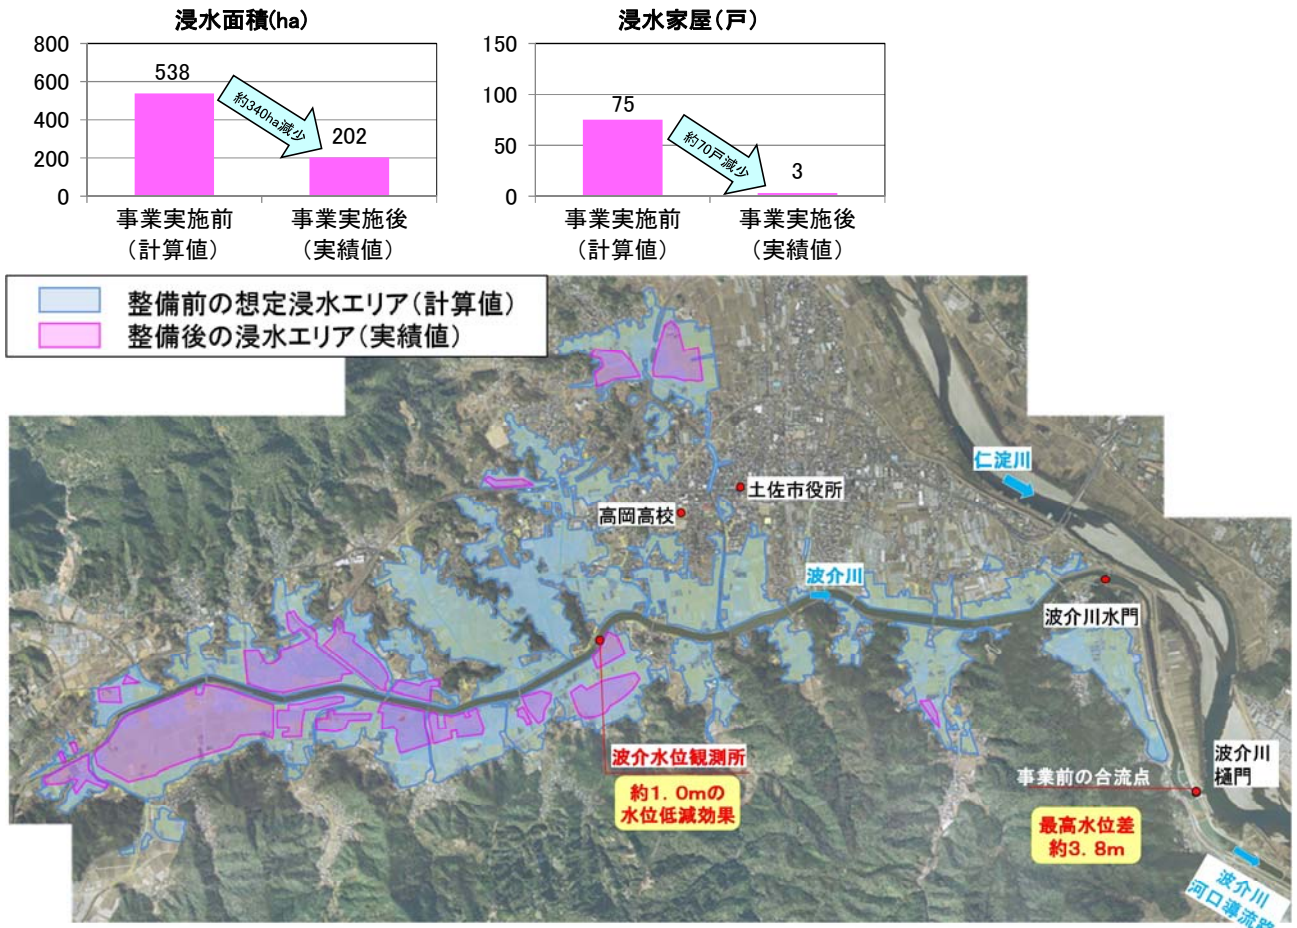 浸水面積(ha)
800
600
400
200
0
538
約340ha減少
202
事業実施前
(計算値)
事業実施後
(実績値)
浸水家屋(戸)
150
100
50
0
75
約70戸減少
3
事業実施前
(計算値)
事業実施後
(実績値)
整備前の想定浸水エリア(計算値)
整備後の浸水エリア(実績値)
仁淀川
土佐市役所
高岡高校
波介川
波介川水門
波介水位観測所
約1.0mの
水位低減効果
事業前の合流点
波介川
樋門
最高水位差
約3.8m
波介川
河口導流路